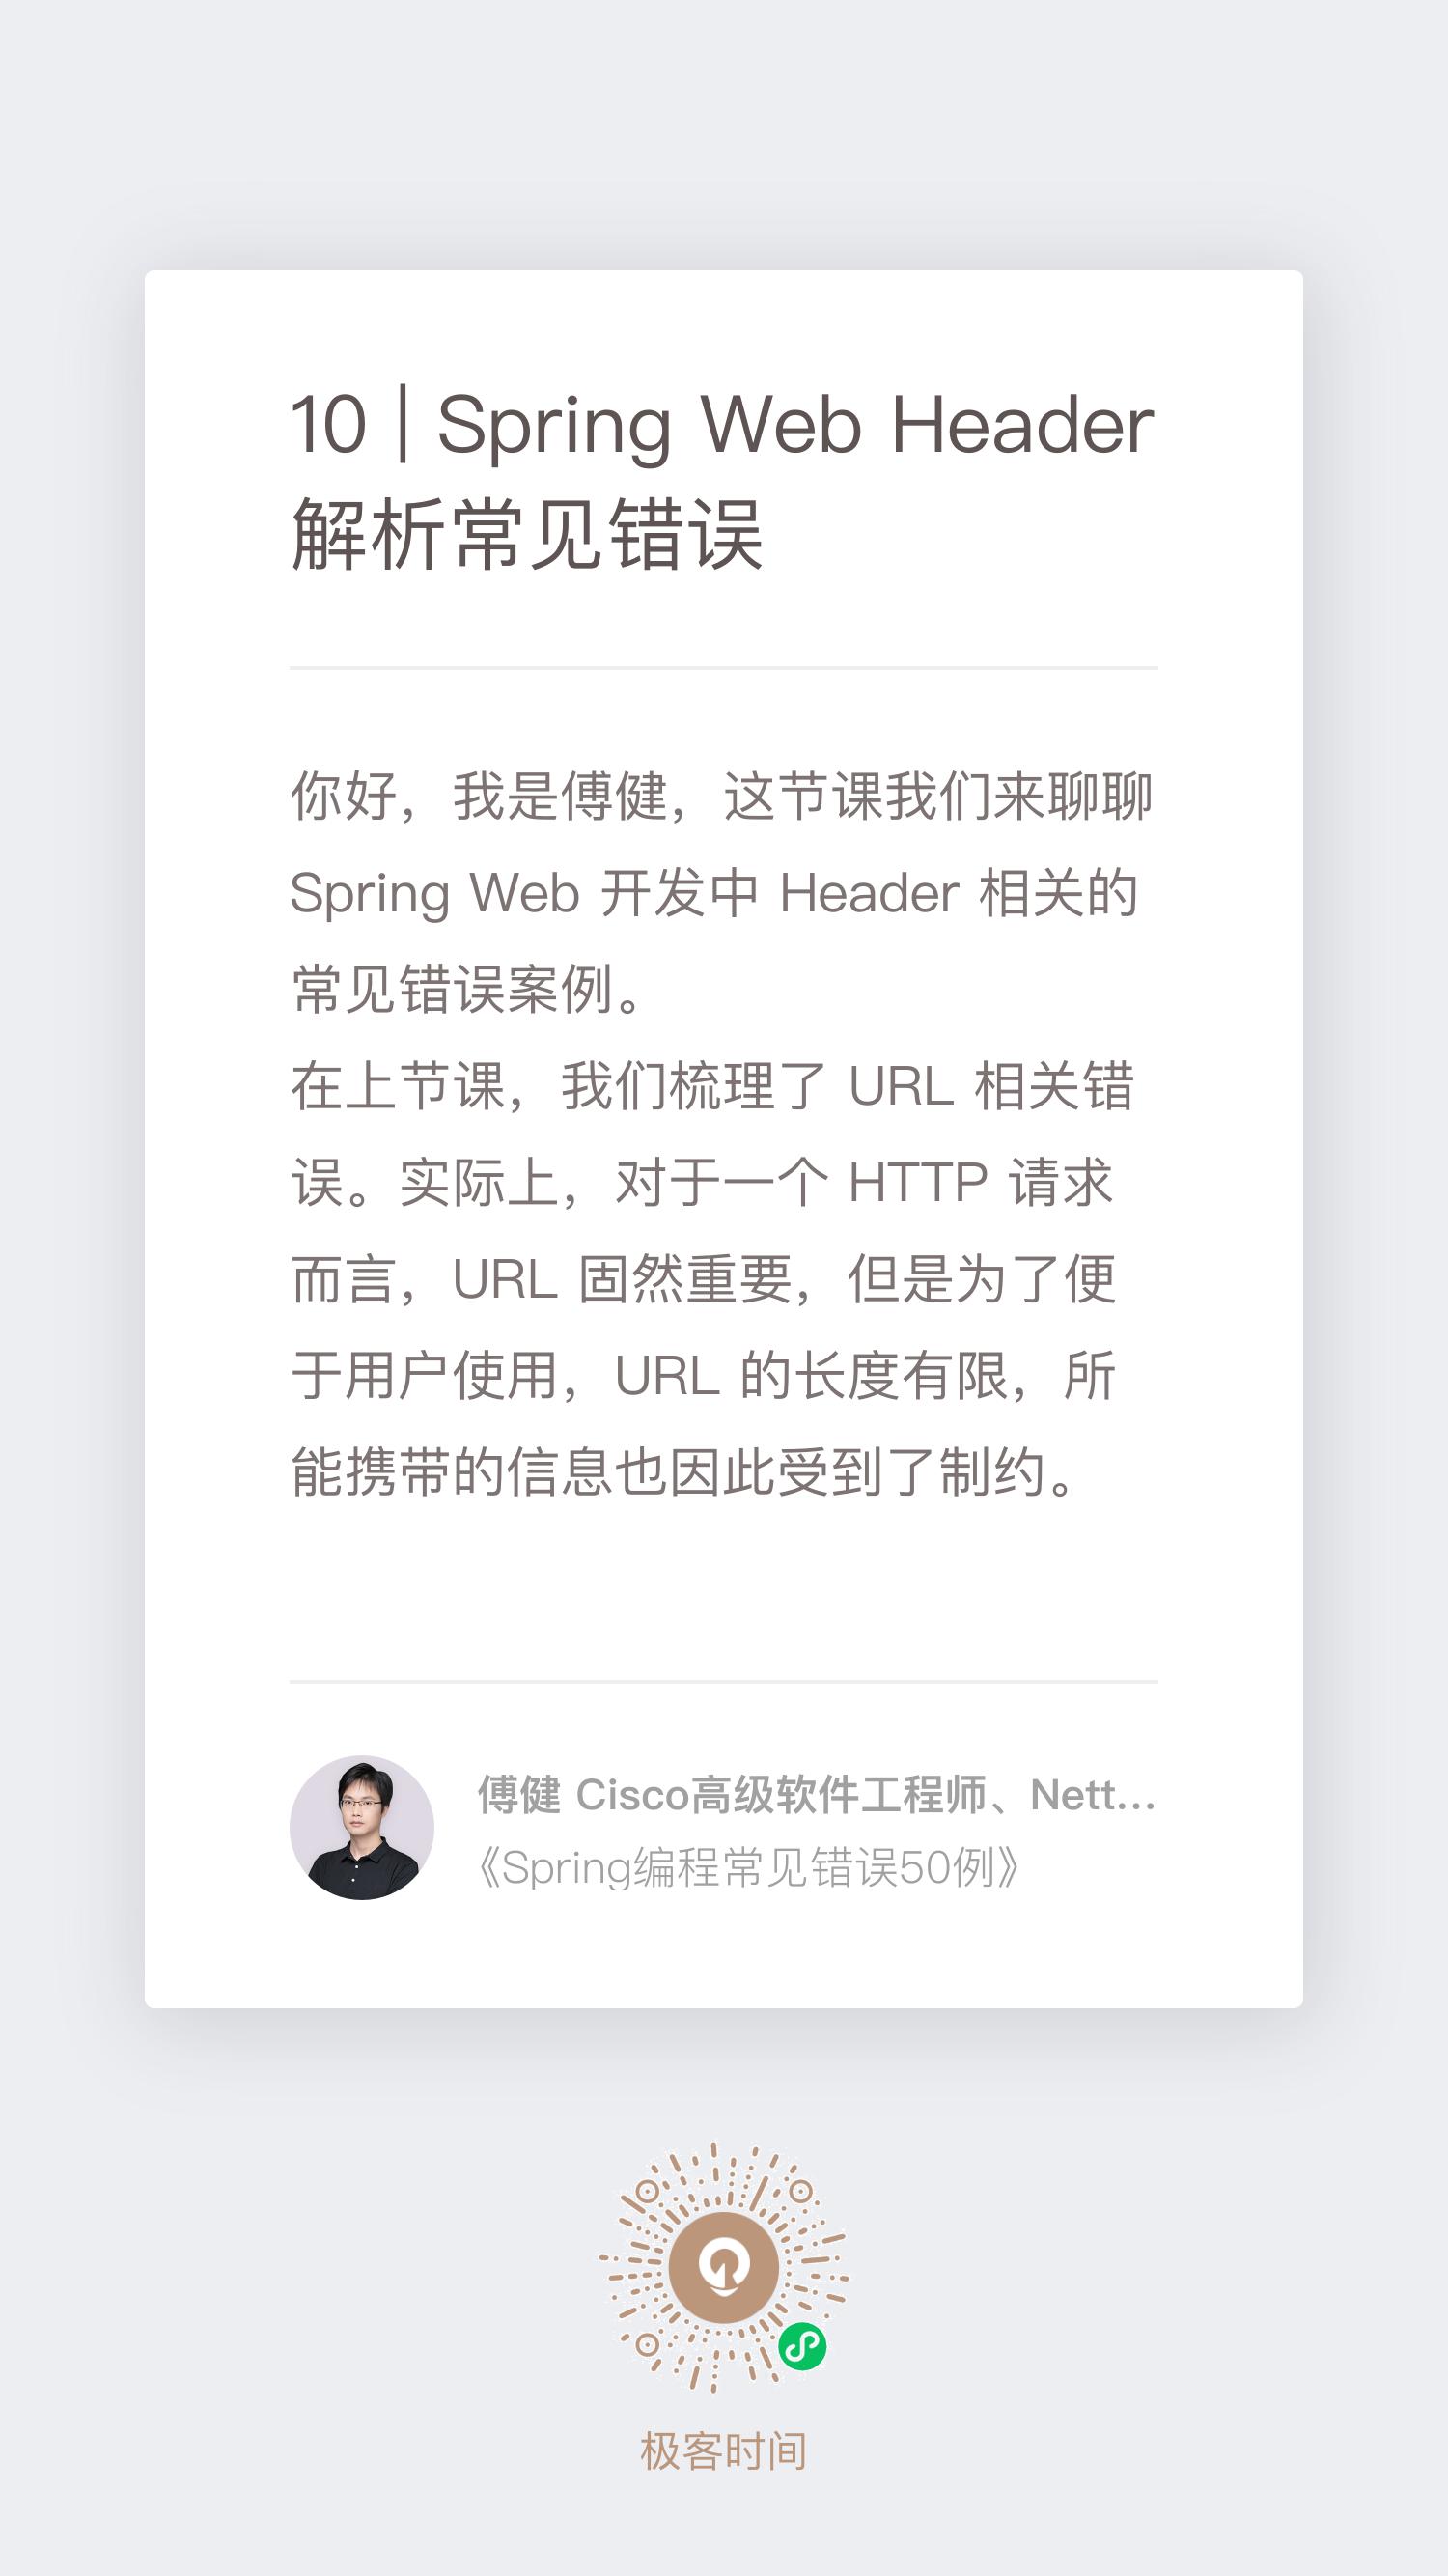 10 | Spring Web Header
解析常见错误
你好，我是傅健，这节课我们来聊聊
Spring Web 开发中 Header 相关的
常见错误案例。
在上节课，我们梳理了 URL 相关错
误。实际上，对于一个 HTTP 请求
而言，URL 固然重要，但是为了便
于用户使用，URL 的长度有限，所
能携带的信息也因此受到了制约。
傅健 Cisco高级软件工程师、Nett...
《Spring编程常见错误50例》
极客时间